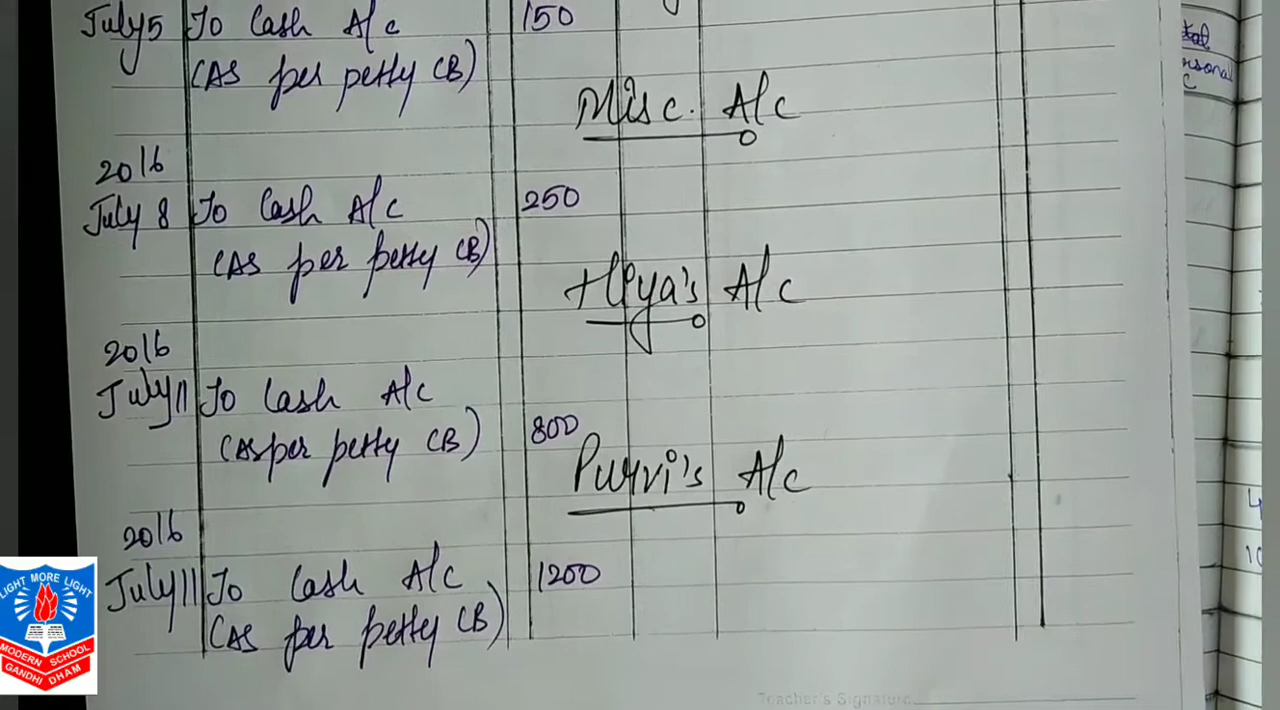 July 5 To Cash A/c 150
(As per petty CB)
Misc. A/c
2016
July 8 To Cash A/c 250
(As per petty CB)
Hiya's A/c
2016
July 11 To Cash A/c
(As per petty CB) 800
Purvi's A/c
2016
July 11 To Cash A/c 1200
(As per petty CB)
LIGHT MORE LIGHT
MODERN SCHOOL
GANDHI DHAM
Teacher's Signature